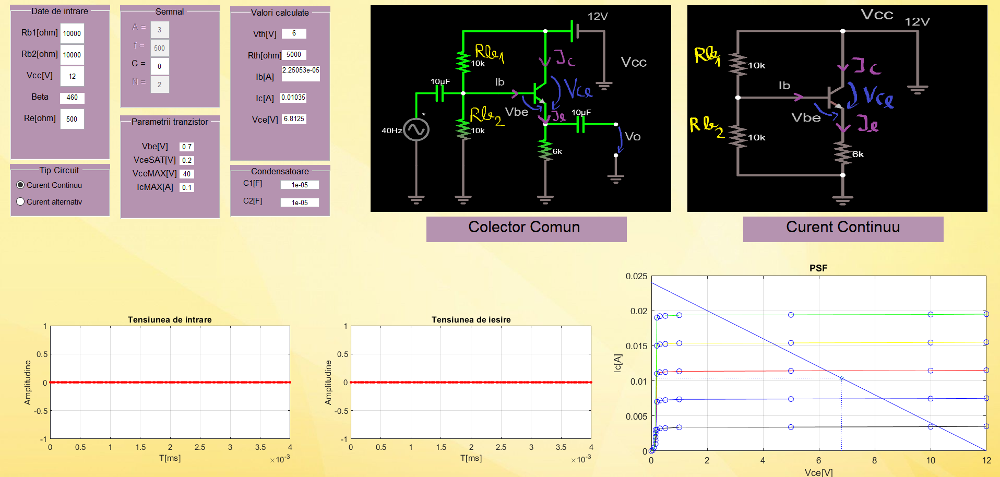 Date de intrare
Rb1[ohm] 10000
Rb2[ohm] 10000
Vcc[V] 12
Beta 460
Re[ohm] 500
Tip Circuit
Curent Continuu
Curent alternativ
Semnal
A = 3
f = 500
C = 0
N = 2
Parametrii tranzistor
Vbe[V] 0.7
VceSAT[V] 0.2
VceMAX[V] 40
IcMAX[A] 0.1
Valori calculate
Vth[V] 6
Rth[ohm] 5000
Ib[A] 2.25053e-05
Ic[A] 0.01035
Vce[V] 6.8125
Condensatoare
C1[F] 1e-05
C2[F] 1e-05
12V
Rb1
10k
Ic
Vcc
10µF
Ib
Vce
Vbe
Rb2
Ie
10µF
*
40Hz
10k
Vo
6k
Colector Comun
Vcc
12V
Rb1
10k
Ic
Ib
Vce
Vbe
Rb2
Ie
10k
6k
Curent Continuu
Tensiunea de intrare
1
0.5
0
-0.5
-1
Amplitudine
0 0.5 1 1.5 2 2.5 3 3.5 4
T[ms]
×10-3
Tensiunea de iesire
1
0.5
0
-0.5
-1
Amplitudine
0 0.5 1 1.5 2 2.5 3 3.5 4
T[ms]
×10-3
PSF
0.025
0.02
0.015
0.01
0.005
0
Ic[A]
0 2 4 6 8 10 12
Vce[V]